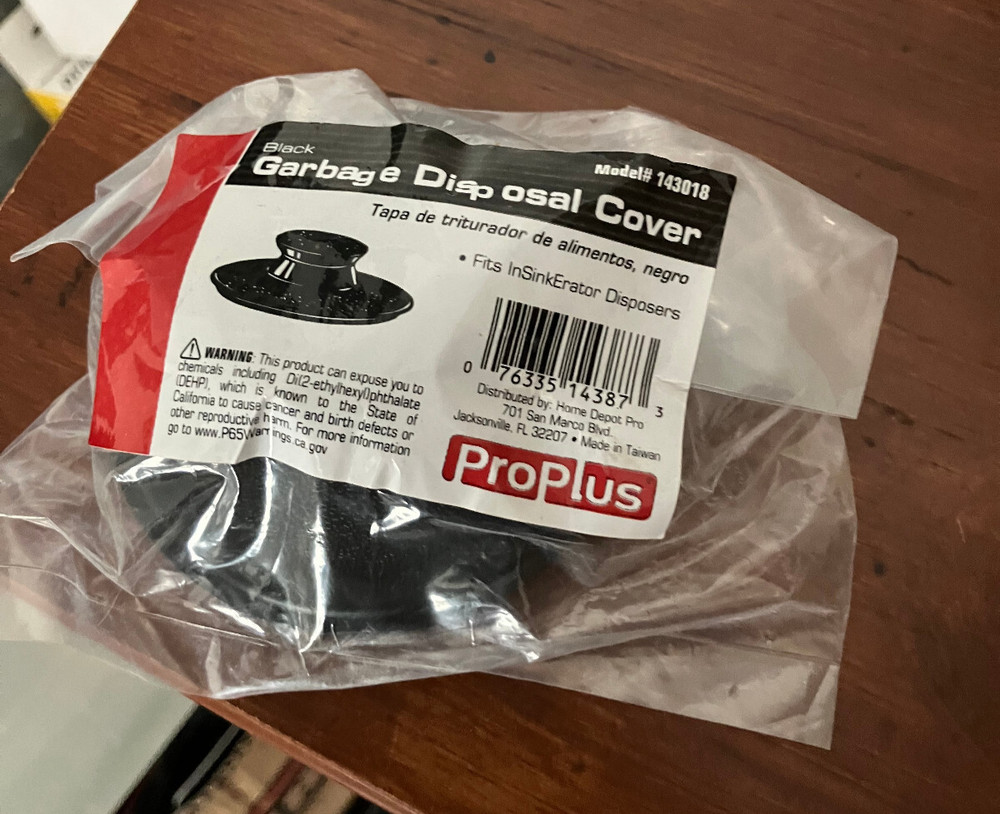 Black
Garbage Disposal Cover
Model# 143018
Tapa de triturador de alimentos, negro
• Fits InSinkErator Disposers
⚠ WARNING: This product can expose you to
chemicals including Di(2-ethylhexyl)phthalate
(DEHP), which is known to the State of
California to cause cancer and birth defects or
other reproductive harm. For more information
go to www.P65Warnings.ca.gov
0 76335 14387 3
Distributed by: Home Depot Pro
701 San Marco Blvd.
Jacksonville, FL 32207 • Made in Taiwan
ProPlus